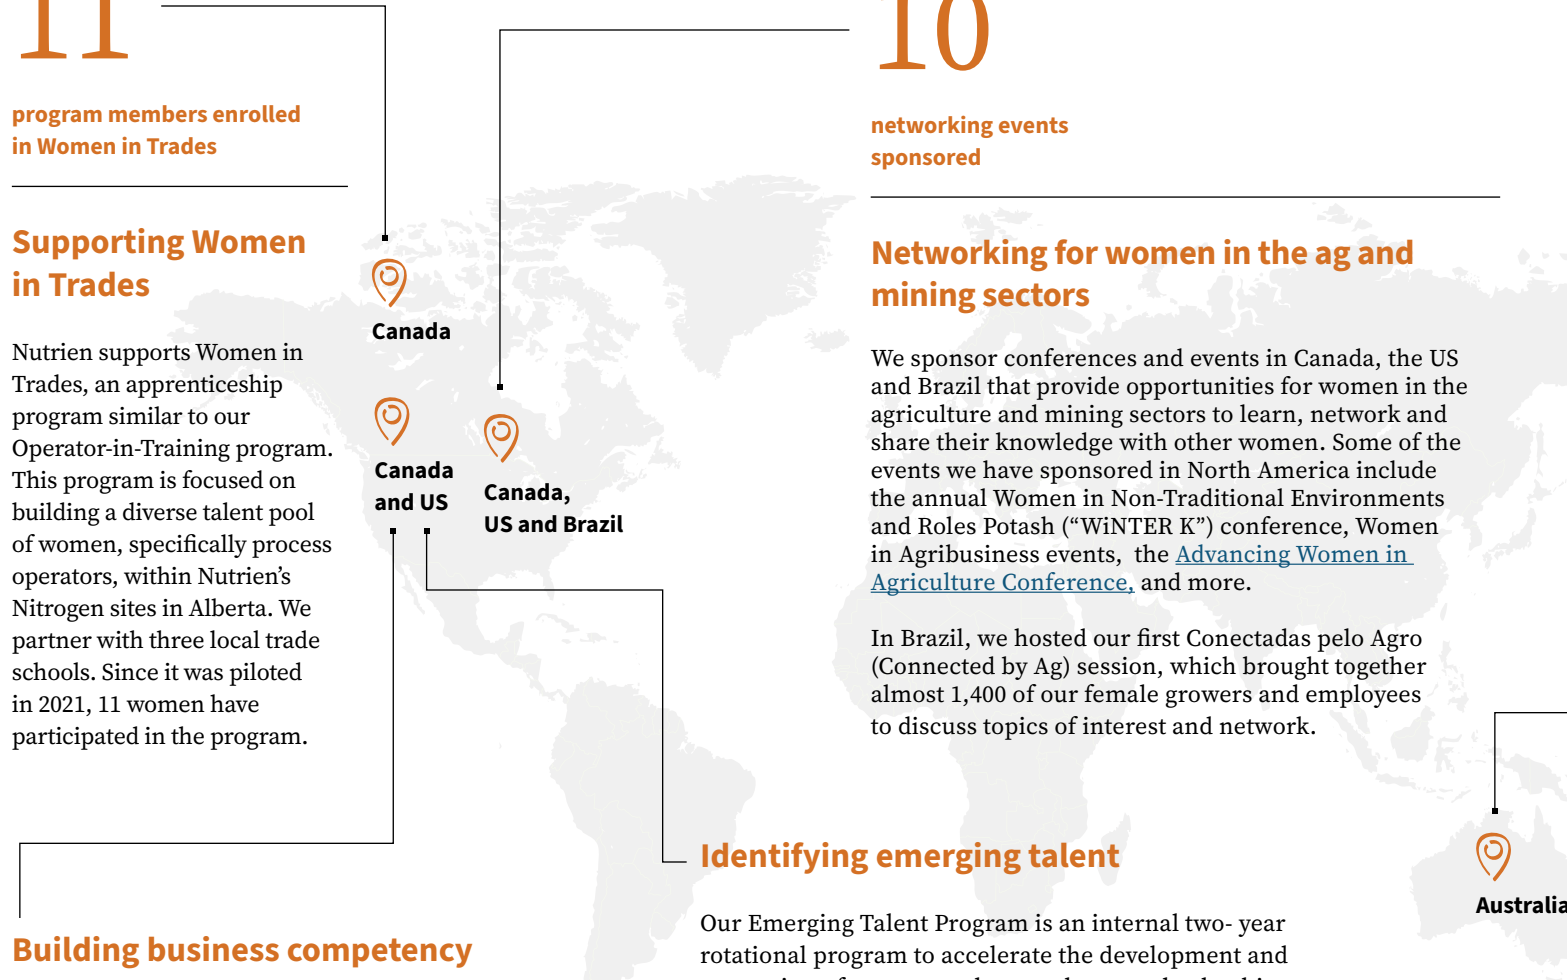 11
program members enrolled
in Women in Trades
Supporting Women
in Trades
Nutrien supports Women in
Trades, an apprenticeship
program similar to our
Operator-in-Training program.
This program is focused on
building a diverse talent pool
of women, specifically process
operators, within Nutrien’s
Nitrogen sites in Alberta. We
partner with three local trade
schools. Since it was piloted
in 2021, 11 women have
participated in the program.
Canada
Canada
and US
Canada,
US and Brazil
10
networking events
sponsored
Networking for women in the ag and
mining sectors
We sponsor conferences and events in Canada, the US
and Brazil that provide opportunities for women in the
agriculture and mining sectors to learn, network and
share their knowledge with other women. Some of the
events we have sponsored in North America include
the annual Women in Non-Traditional Environments
and Roles Potash (“WiNTER K”) conference, Women
in Agribusiness events,  the Advancing Women in
Agriculture Conference, and more.
In Brazil, we hosted our first Conectadas pelo Agro
(Connected by Ag) session, which brought together
almost 1,400 of our female growers and employees
to discuss topics of interest and network.
Australia
Building business competency
Identifying emerging talent
Our Emerging Talent Program is an internal two- year
rotational program to accelerate the development and